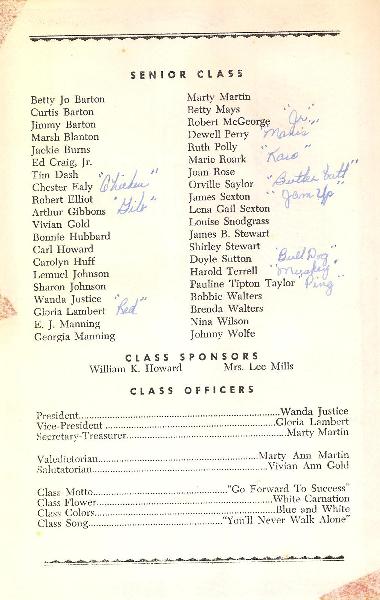 SENIOR CLASS
Betty Jo Barton
Curtis Barton
Jimmy Barton
Marsh Blanton
Jackie Burns
Ed Craig, Jr.
Tim Dash
Chester Ealy "Chicken"
Robert Elliot
Arthur Gibbons "Gibo"
Vivian Gold
Bonnie Hubbard
Carl Howard
Carolyn Huff
Lemuel Johnson
Sharon Johnson
Wanda Justice
Gloria Lambert "Red"
E. J. Manning
Georgia Manning
Marty Martin
Betty Mays
Robert McGeorge "Jr."
Dewell Perry
Ruth Polly
Marie Roark "Karo"
Joan Rose
Orville Saylor "Butter Butt"
James Sexton "Jam Up"
Lena Gail Sexton
Louise Snodgrass
James B. Stewart
Shirley Stewart
Doyle Sutton "Bull Dog"
Harold Terrell
Pauline Tipton Taylor "Ping"
Bobbie Walters
Brenda Walters
Nina Wilson
Johnny Wolfe
CLASS SPONSORS
William K. Howard Mrs. Lee Mills
CLASS OFFICERS
President Wanda Justice
Vice-President Gloria Lambert
Secretary-Treasurer Marty Martin
Valedictorian Marty Ann Martin
Salutatorian Vivian Ann Gold
Class Motto "Go Forward To Success"
Class Flower White Carnation
Class Colors Blue and White
Class Song "You'll Never Walk Alone"